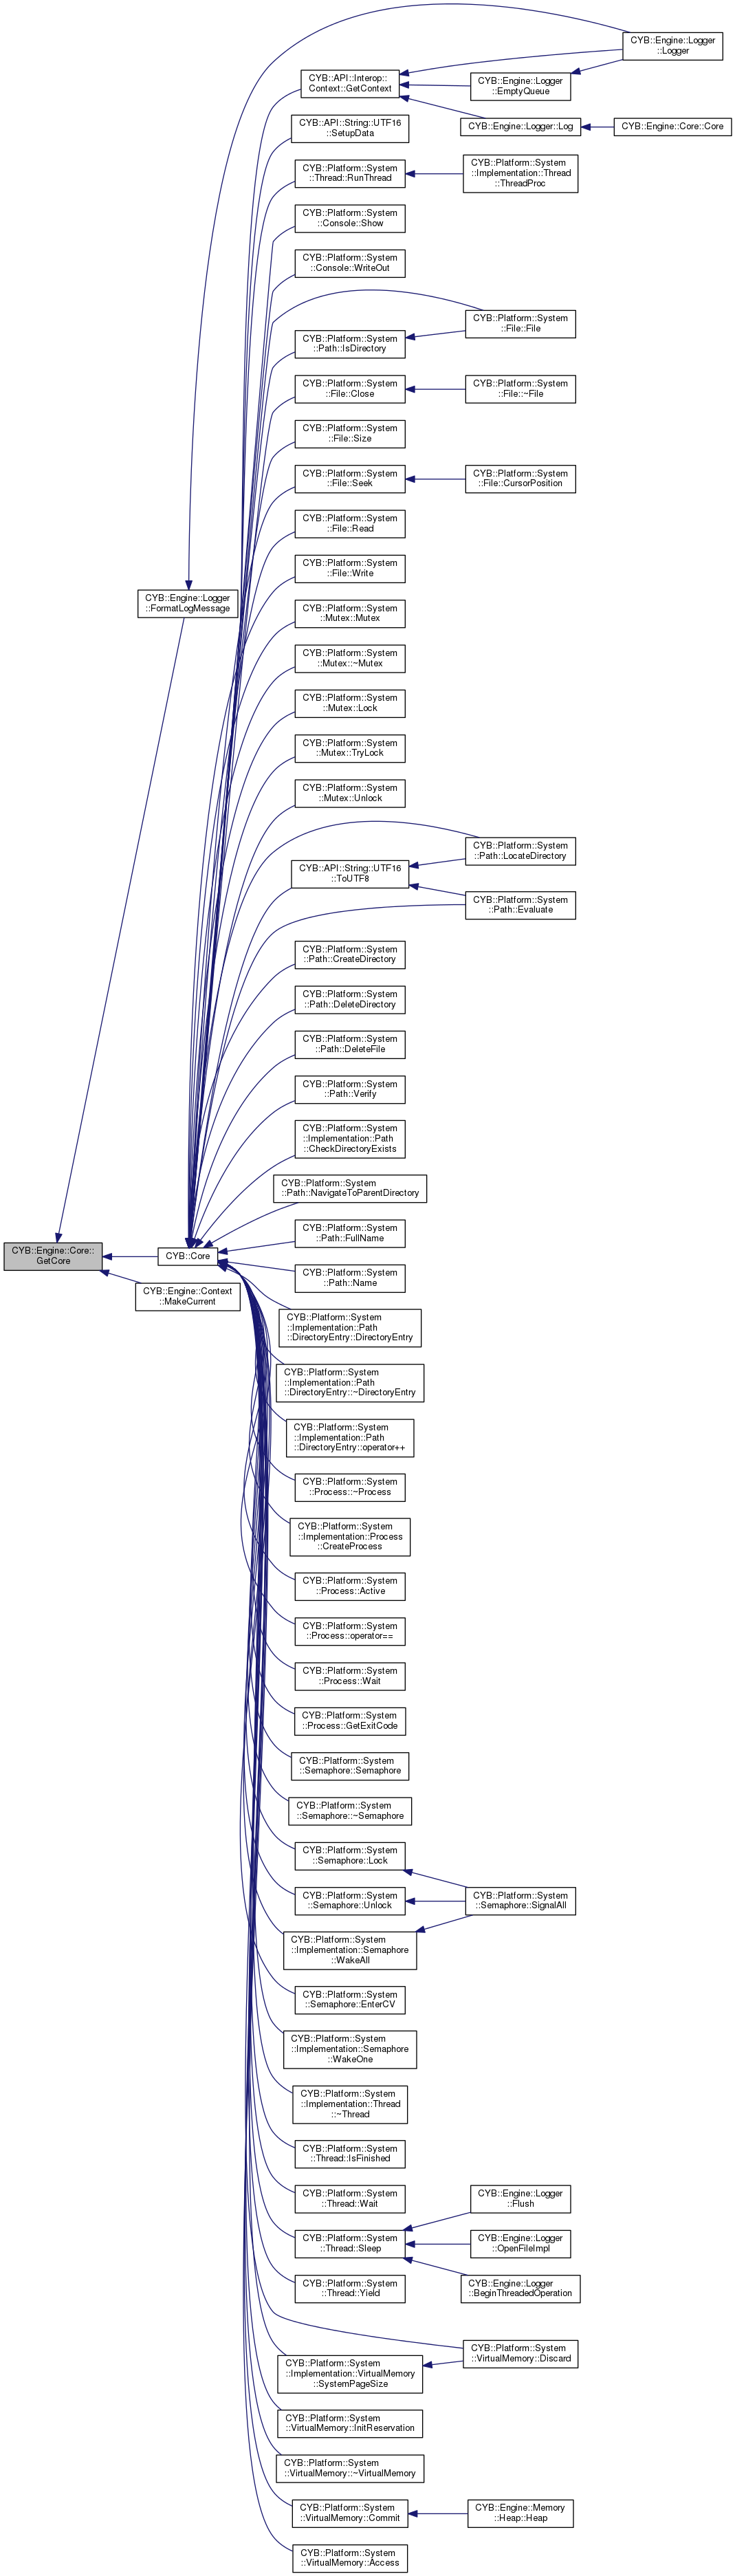 CYB::Engine::Logger
::Logger
CYB::API::Interop::
Context::GetContext
CYB::Engine::Logger
::EmptyQueue
CYB::Engine::Logger::Log
CYB::Engine::Core::Core
CYB::API::String::UTF16
::SetupData
CYB::Platform::System
::Thread::RunThread
CYB::Platform::System
::Implementation::Thread
::ThreadProc
CYB::Platform::System
::Console::Show
CYB::Platform::System
::Console::WriteOut
CYB::Platform::System
::File::File
CYB::Platform::System
::Path::IsDirectory
CYB::Platform::System
::File::Close
CYB::Platform::System
::File::~File
CYB::Platform::System
::File::Size
CYB::Platform::System
::File::Seek
CYB::Platform::System
::File::CursorPosition
CYB::Platform::System
::File::Read
CYB::Platform::System
::File::Write
CYB::Engine::Logger
::FormatLogMessage
CYB::Platform::System
::Mutex::Mutex
CYB::Platform::System
::Mutex::~Mutex
CYB::Platform::System
::Mutex::Lock
CYB::Platform::System
::Mutex::TryLock
CYB::Platform::System
::Mutex::Unlock
CYB::Platform::System
::Path::LocateDirectory
CYB::API::String::UTF16
::ToUTF8
CYB::Platform::System
::Path::Evaluate
CYB::Platform::System
::Path::CreateDirectory
CYB::Platform::System
::Path::DeleteDirectory
CYB::Platform::System
::Path::DeleteFile
CYB::Platform::System
::Path::Verify
CYB::Platform::System
::Implementation::Path
::CheckDirectoryExists
CYB::Platform::System
::Path::NavigateToParentDirectory
CYB::Engine::Core::
GetCore
CYB::Core
CYB::Platform::System
::Path::FullName
CYB::Engine::Context
::MakeCurrent
CYB::Platform::System
::Path::Name
CYB::Platform::System
::Implementation::Path
::DirectoryEntry::DirectoryEntry
CYB::Platform::System
::Implementation::Path
::DirectoryEntry::~DirectoryEntry
CYB::Platform::System
::Implementation::Path
::DirectoryEntry::operator++
CYB::Platform::System
::Process::~Process
CYB::Platform::System
::Implementation::Process
::CreateProcess
CYB::Platform::System
::Process::Active
CYB::Platform::System
::Process::operator==
CYB::Platform::System
::Process::Wait
CYB::Platform::System
::Process::GetExitCode
CYB::Platform::System
::Semaphore::Semaphore
CYB::Platform::System
::Semaphore::~Semaphore
CYB::Platform::System
::Semaphore::Lock
CYB::Platform::System
::Semaphore::Unlock
CYB::Platform::System
::Semaphore::SignalAll
CYB::Platform::System
::Implementation::Semaphore
::WakeAll
CYB::Platform::System
::Semaphore::EnterCV
CYB::Platform::System
::Implementation::Semaphore
::WakeOne
CYB::Platform::System
::Implementation::Thread
::~Thread
CYB::Platform::System
::Thread::IsFinished
CYB::Platform::System
::Thread::Wait
CYB::Engine::Logger
::Flush
CYB::Platform::System
::Thread::Sleep
CYB::Engine::Logger
::OpenFileImpl
CYB::Platform::System
::Thread::Yield
CYB::Engine::Logger
::BeginThreadedOperation
CYB::Platform::System
::VirtualMemory::Discard
CYB::Platform::System
::Implementation::VirtualMemory
::SystemPageSize
CYB::Platform::System
::VirtualMemory::InitReservation
CYB::Platform::System
::VirtualMemory::~VirtualMemory
CYB::Platform::System
::VirtualMemory::Commit
CYB::Engine::Memory
::Heap::Heap
CYB::Platform::System
::VirtualMemory::Access